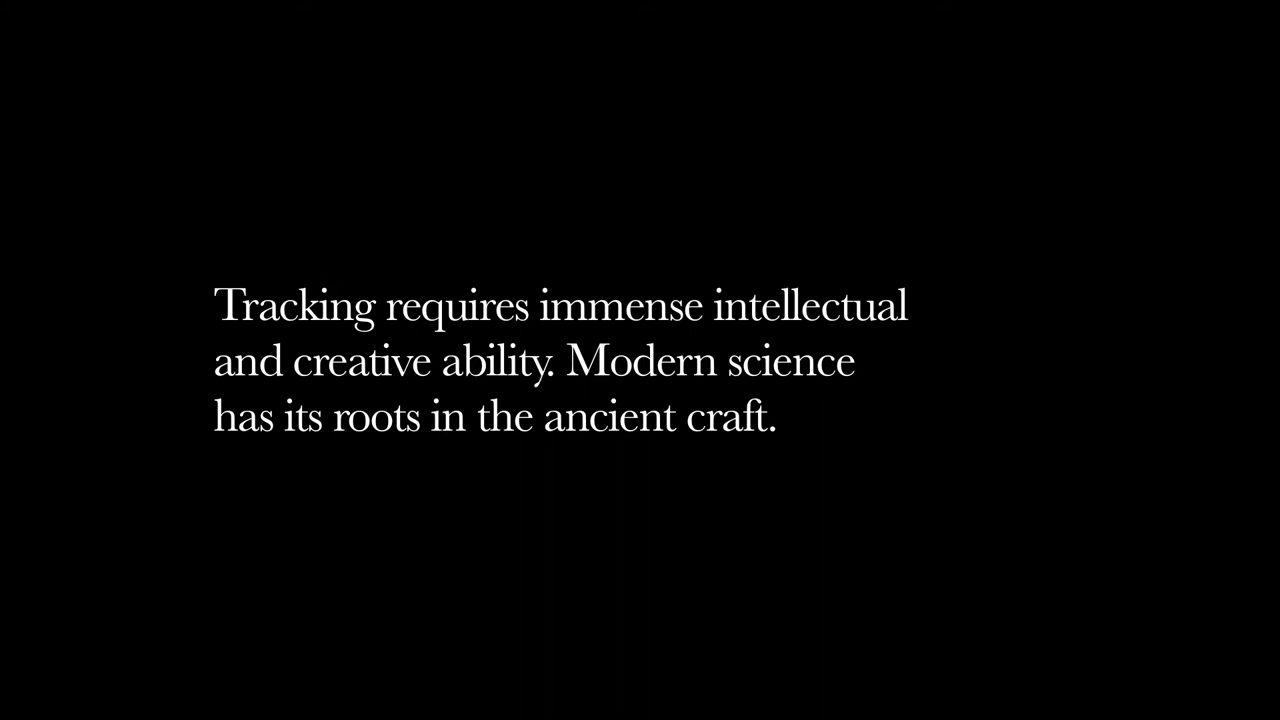 Tracking requires immense intellectual
and creative ability. Modern science
has its roots in the ancient craft.